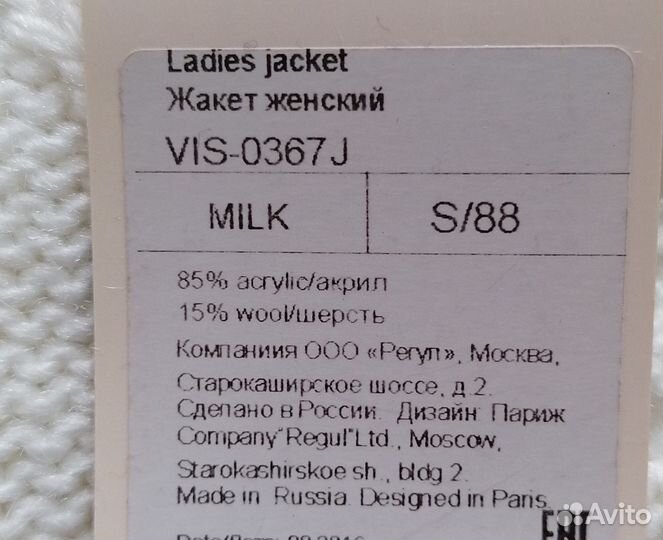 Ladies jacket
Жакет женский
VIS-0367J
MILK S/88
85% acrylic/акрил
15% wool/шерсть
Компаниия ООО «Регул», Москва,
Старокаширское шоссе, д.2.
Сделано в России. Дизайн: Париж
Company"Regul"Ltd., Moscow,
Starokashirskoe sh., bldg 2.
Made in Russia. Designed in Paris.
EAC
Avito